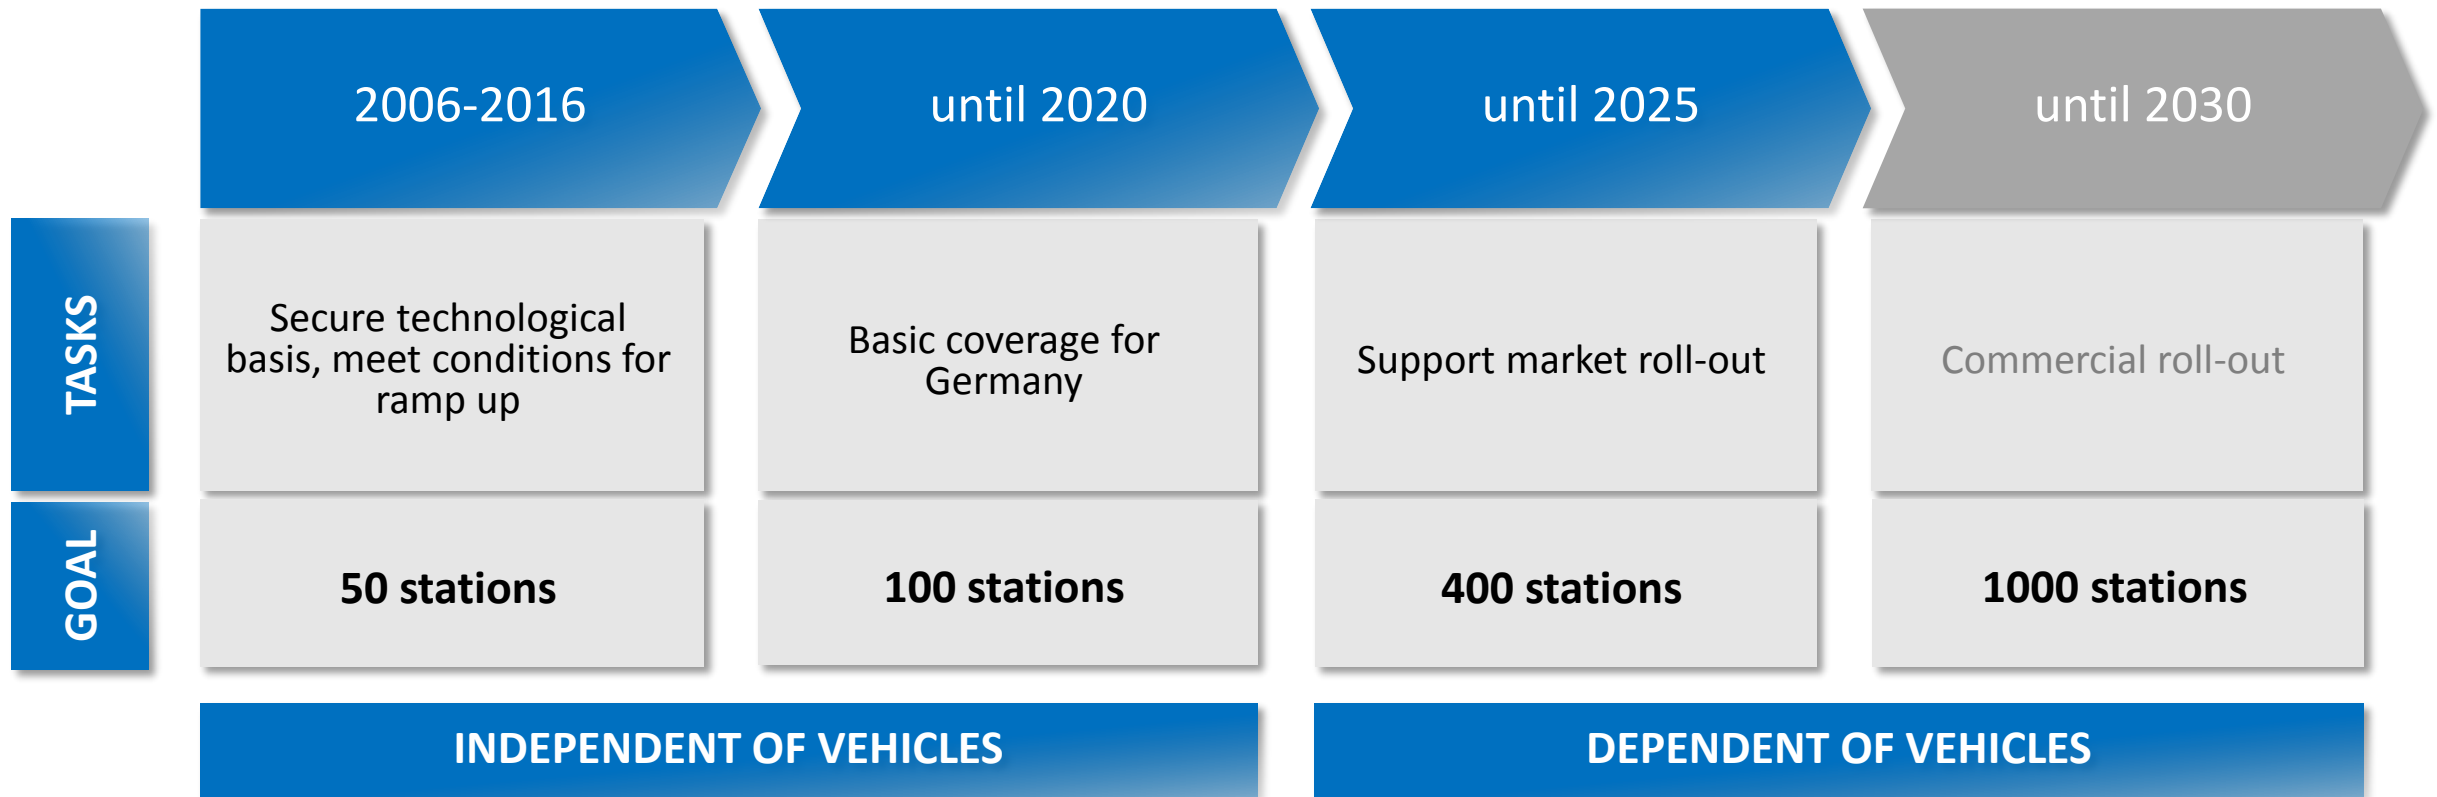 2006-2016
until 2020
until 2025
until 2030
TASKS
Secure technological
basis, meet conditions for
ramp up
Basic coverage for
Germany
Support market roll-out
Commercial roll-out
GOAL
50 stations
100 stations
400 stations
1000 stations
INDEPENDENT OF VEHICLES
DEPENDENT OF VEHICLES